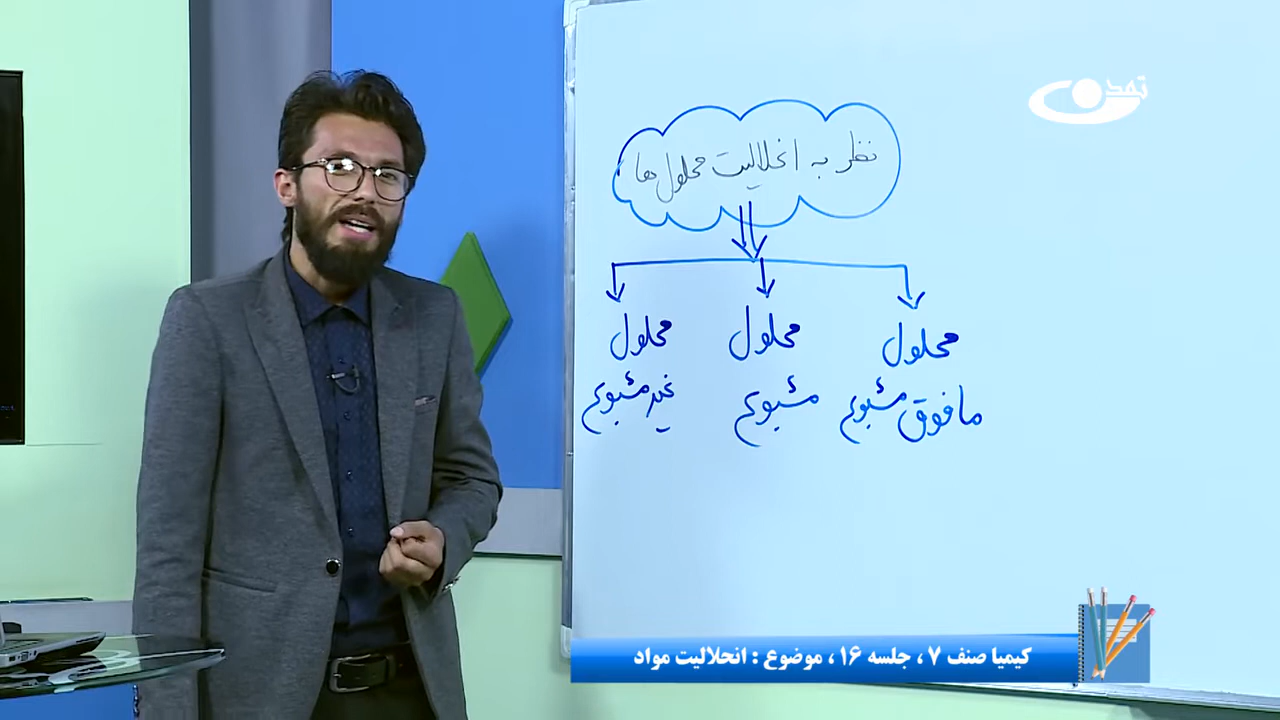 تمدن
نظر به انحلالیت محلول ها
محلول مافوق مشبوع
محلول مشبوع
محلول غیر مشبوع
کیمیا صنف ۷ ، جلسه ۱۶ ، موضوع : انحلالیت مواد